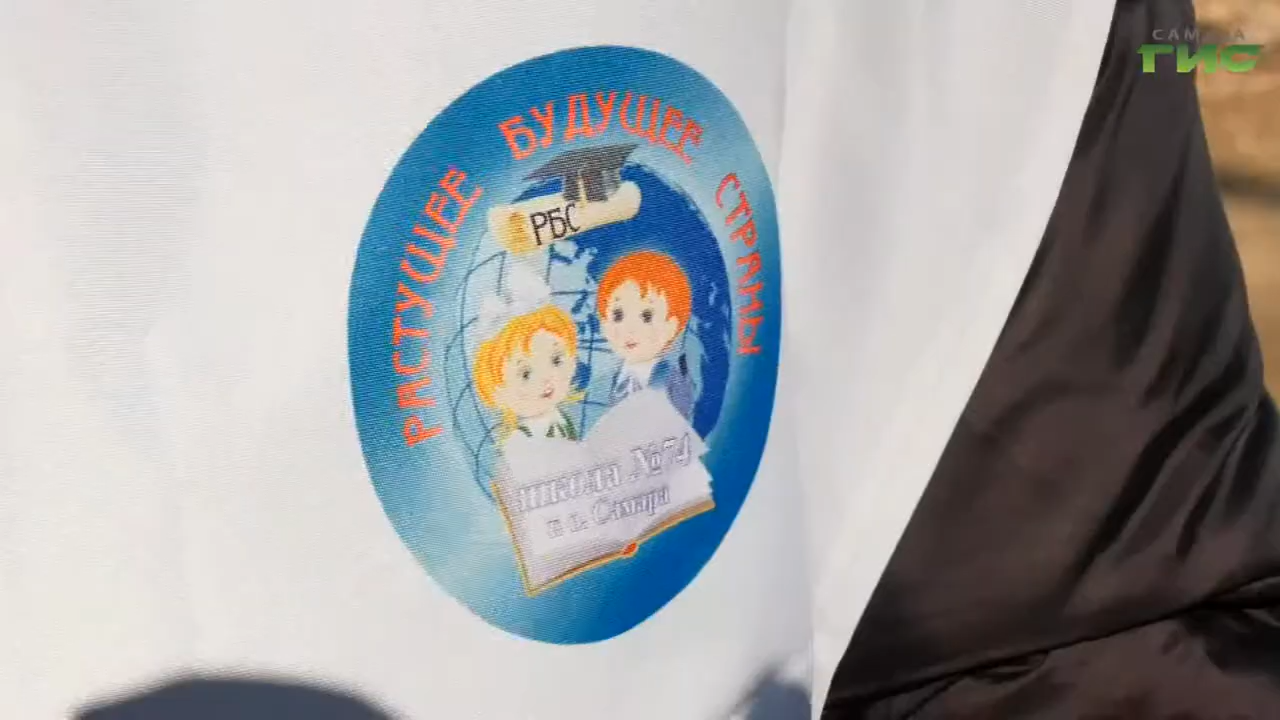 САМАРА
ГИС
РАСТУЩЕЕ БУДУЩЕЕ СТРАНЫ
РБС
школа №74
г. о. Самара